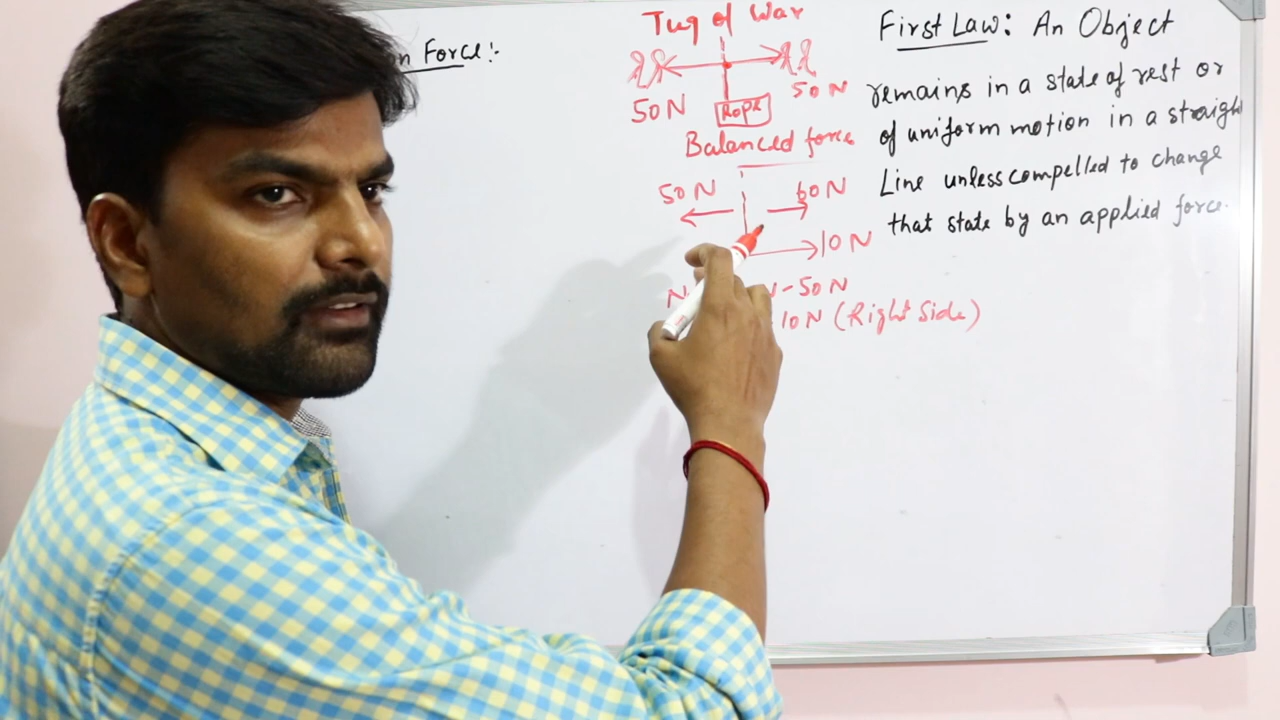 Force:-
Tug of War
50N
50N
Rope
Balanced force
50N
60N
10N
-50N
10N (Right Side)
First Law: An Object
remains in a state of rest or
of uniform motion in a straight
Line unless compelled to change
that state by an applied force.